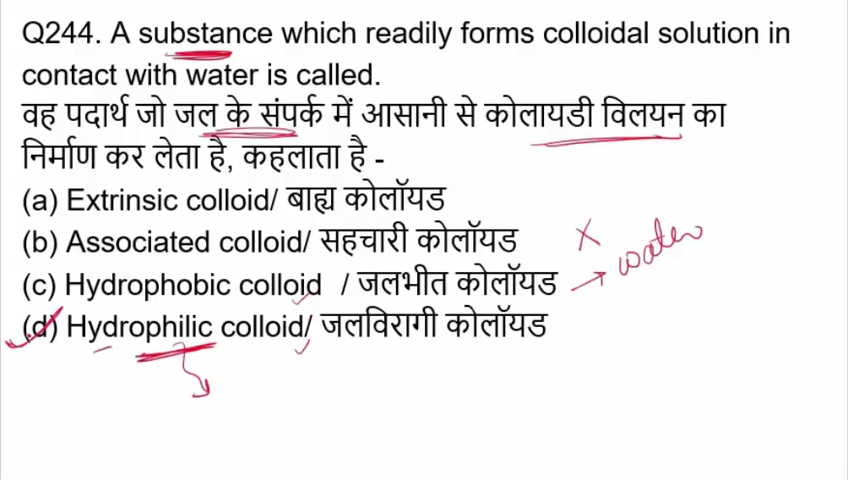 Q244. A substance which readily forms colloidal solution in
contact with water is called.
वह पदार्थ जो जल के संपर्क में आसानी से कोलायडी विलयन का
निर्माण कर लेता है, कहलाता है -
(a) Extrinsic colloid/ बाह्य कोलॉयड
(b) Associated colloid/ सहचारी कोलॉयड
(c) Hydrophobic colloid / जलभीत कोलॉयड
water
(d) Hydrophilic colloid/ जलविरागी कोलॉयड